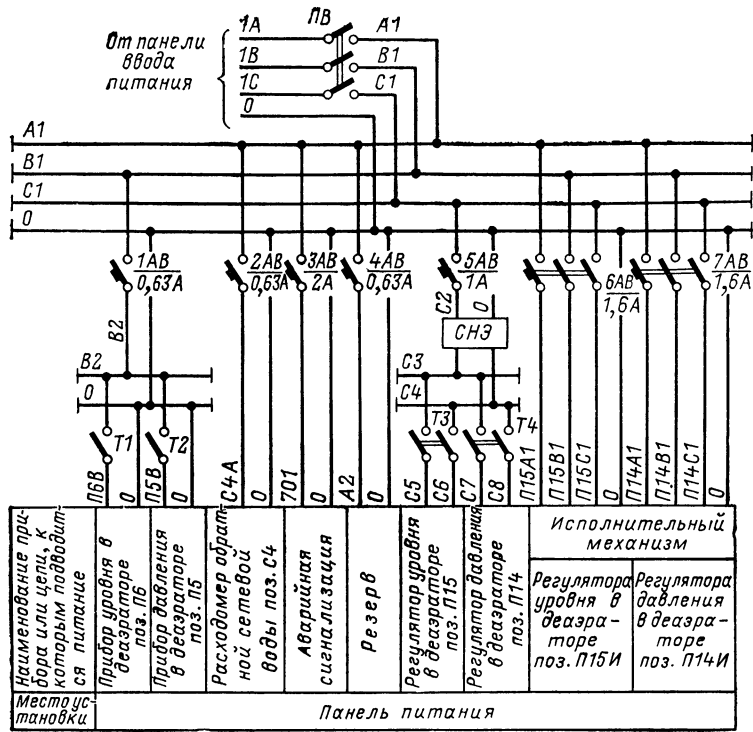 ПВ
1А
А1
От панели
ввода
питания
1В
В1
1С
С1
0
А1
В1
С1
0
1АВ
0,63А
2АВ
0,63А
3АВ
2А
4АВ
0,63А
5АВ
1А
6АВ
1,6А
7АВ
1,6А
В2
С2
0
СНЭ
В2
0
С3
С4
Т1
Т2
Т3
Т4
П6В
0
П5В
0
С4А
0
701
0
А2
0
С5
С6
С7
С8
П15А1
П15В1
П15С1
0
П14А1
П14В1
П14С1
0
Наименование при-
бора или цепи, к
которым подводит-
ся питание
Прибор уровня в
деаэраторе
поз. П6
Прибор давления
в деаэраторе
поз. П5
Расходомер обрат-
ной сетевой
воды поз. С4
Аварийная
сигнализация
Резерв
Регулятор уровня
в деаэраторе
поз. П15
Регулятор давления
в деаэраторе
поз. П14
Исполнительный
механизм
Регулятора
уровня в
деаэра-
торе
поз. П15И
Регулятора
давления
в деаэра-
торе
поз. П14И
Место ус-
тановки
Панель питания